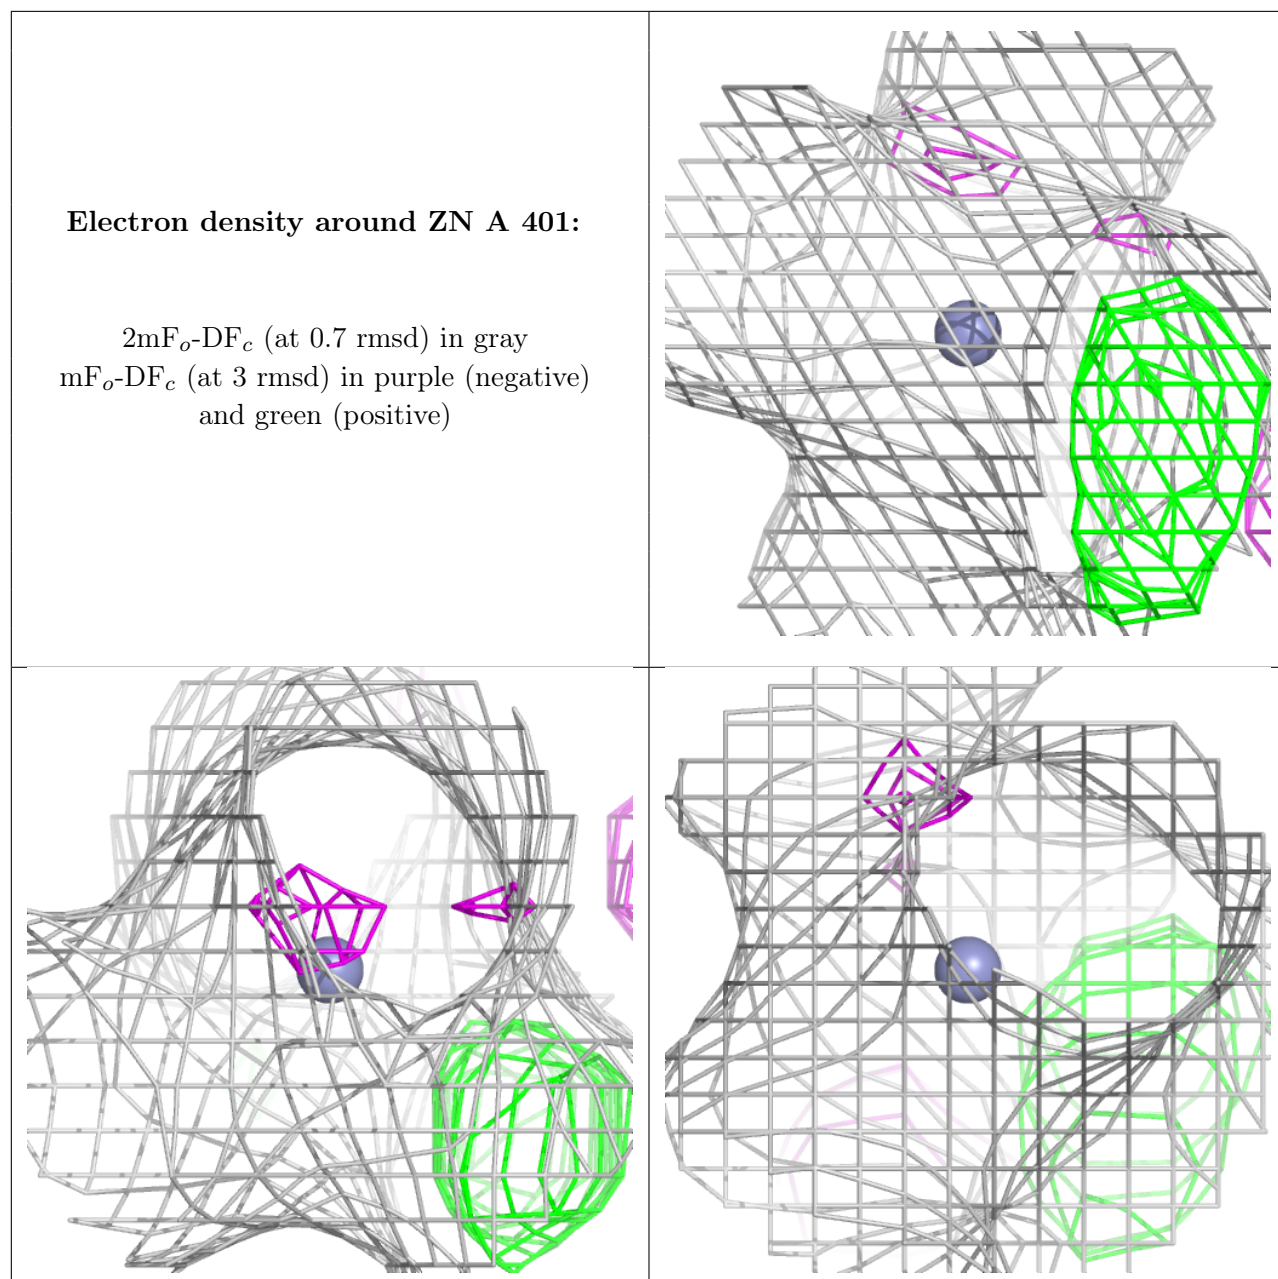 Electron density around ZN A 401:
2mFo-DFc (at 0.7 rmsd) in gray
mFo-DFc (at 3 rmsd) in purple (negative)
and green (positive)